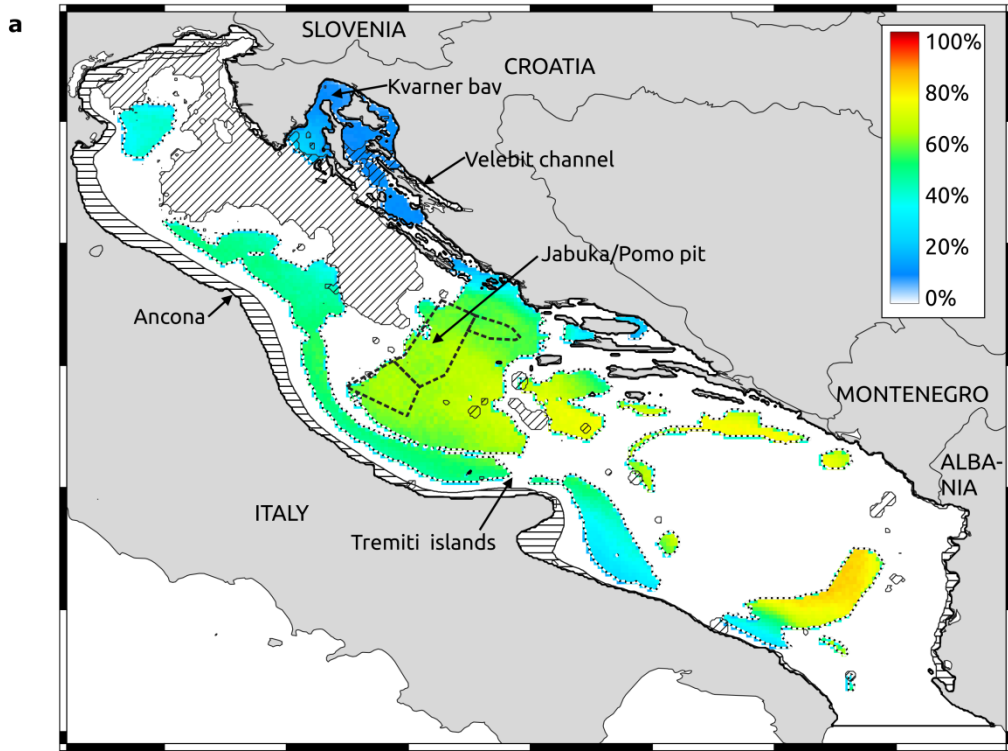 a
SLOVENIA
CROATIA
Kvarner bav
Velebit channel
Jabuka/Pomo pit
Ancona
MONTENEGRO
ALBA-
NIA
ITALY
Tremiti islands
100%
80%
60%
40%
20%
0%